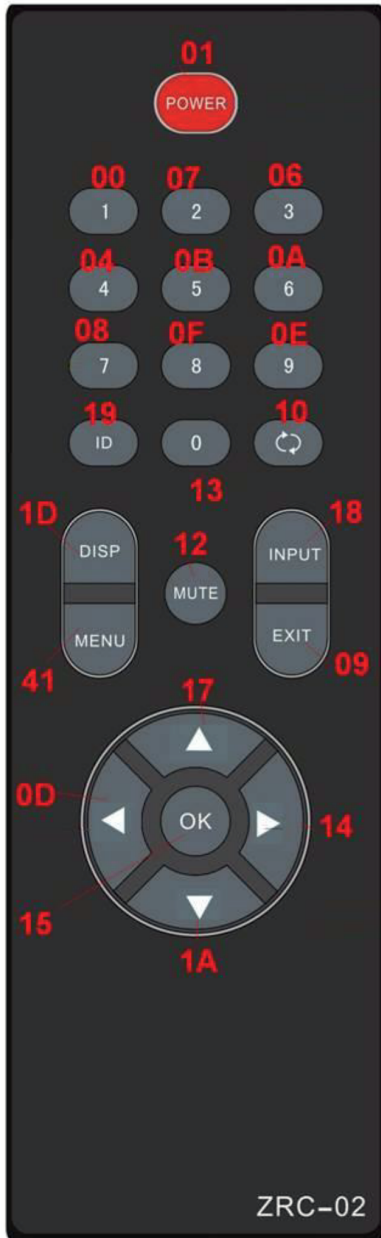 01
POWER
00 07 06
1 2 3
04 0B 0A
4 5 6
08 0F 0E
7 8 9
19 10
ID 0
13
1D 12 18
DISP MUTE INPUT
MENU EXIT
41 09
17
0D
OK
14
15
1A
ZRC-02